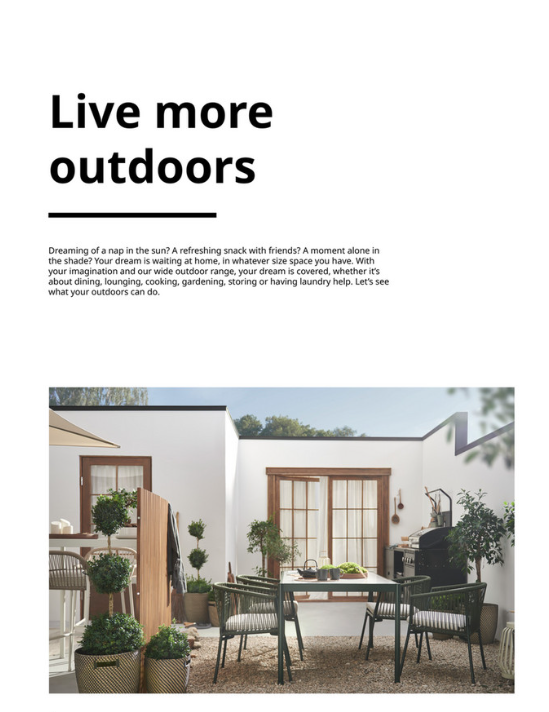 Live more
outdoors
Dreaming of a nap in the sun? A refreshing snack with friends? A moment alone in
the shade? Your dream is waiting at home, in whatever size space you have. With
your imagination and our wide outdoor range, your dream is covered, whether it's
about dining, lounging, cooking, gardening, storing or having laundry help. Let's see
what your outdoors can do.